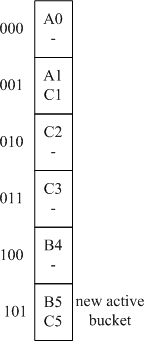 000 A0
-
001 A1
C1
010 C2
-
011 C3
-
100 B4
-
101 B5 new active
C5 bucket